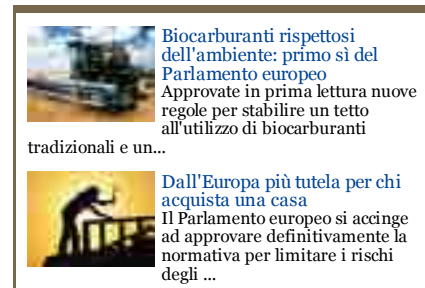 Biocarburanti rispettosi
dell'ambiente: primo sì del
Parlamento europeo
Approvate in prima lettura nuove
regole per stabilire un tetto
all'utilizzo di biocarburanti
tradizionali e un...
Dall'Europa più tutela per chi
acquista una casa
Il Parlamento europeo si accinge
ad approvare definitivamente la
normativa per limitare i rischi
degli ...